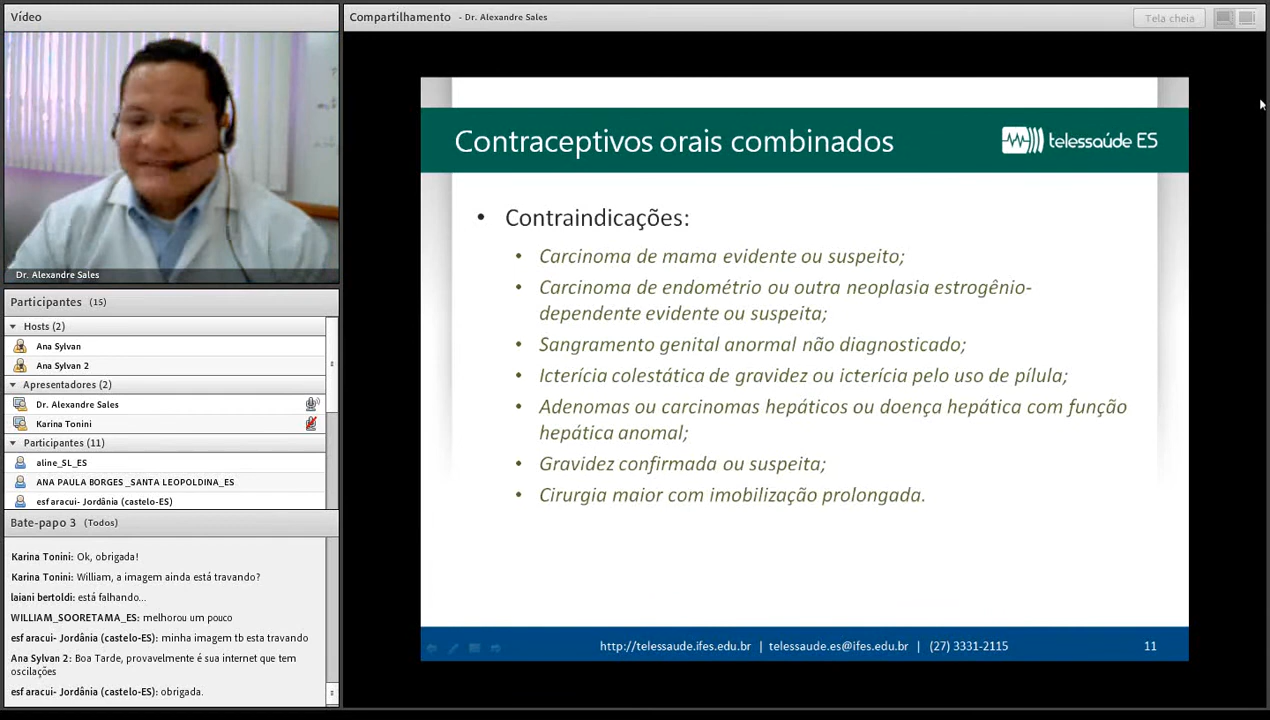 Vídeo
Dr. Alexandre Sales
Participantes (15)
Hosts (2)
Ana Sylvan
Ana Sylvan 2
Apresentadores (2)
Dr. Alexandre Sales
Karina Tonini
Participantes (11)
aline_SL_ES
ANA PAULA BORGES _SANTA LEOPOLDINA_ES
esf aracui- Jordânia (castelo-ES)
Bate-papo 3 (Todos)
Karina Tonini: Ok, obrigada!
Karina Tonini: William, a imagem ainda está travando?
laiani bertoldi: está falhando...
WILLIAM_SOORETAMA_ES: melhorou um pouco
esf aracui- Jordânia (castelo-ES): minha imagem tb esta travando
Ana Sylvan 2: Boa Tarde, provavelmente é sua internet que tem
oscilações
esf aracui- Jordânia (castelo-ES): obrigada.
Compartilhamento - Dr. Alexandre Sales
Tela cheia
Contraceptivos orais combinados
telessaúde ES
• Contraindicações:
• Carcinoma de mama evidente ou suspeito;
• Carcinoma de endométrio ou outra neoplasia estrogênio-
dependente evidente ou suspeita;
• Sangramento genital anormal não diagnosticado;
• Icterícia colestática de gravidez ou icterícia pelo uso de pílula;
• Adenomas ou carcinomas hepáticos ou doença hepática com função
hepática anomal;
• Gravidez confirmada ou suspeita;
• Cirurgia maior com imobilização prolongada.
http://telessaude.ifes.edu.br | telessaude.es@ifes.edu.br | (27) 3331-2115
11